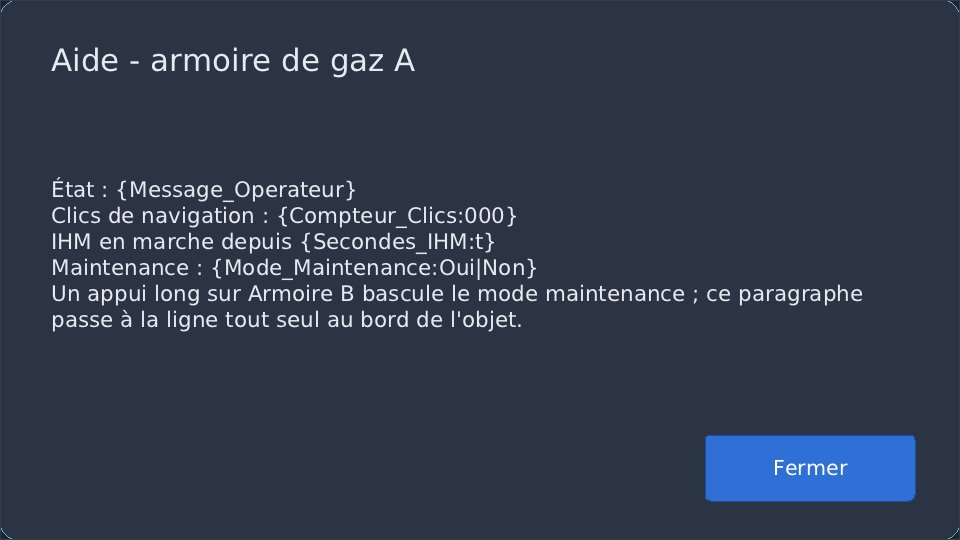 Aide - armoire de gaz A
État : {Message_Operateur}
Clics de navigation : {Compteur_Clics:000}
IHM en marche depuis {Secondes_IHM:t}
Maintenance : {Mode_Maintenance:Oui|Non}
Un appui long sur Armoire B bascule le mode maintenance ; ce paragraphe
passe à la ligne tout seul au bord de l'objet.
Fermer